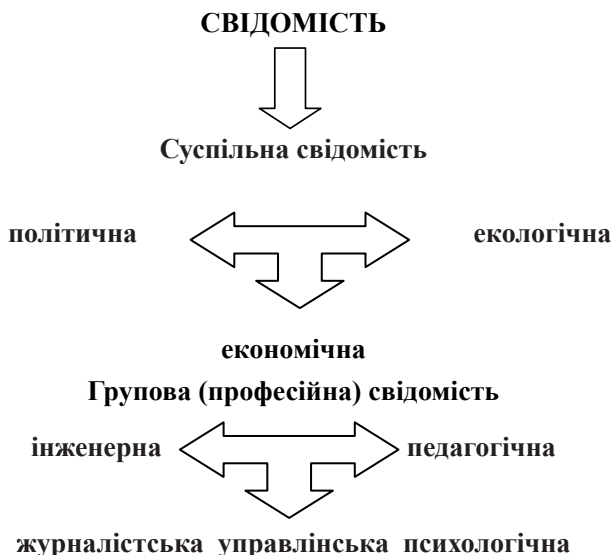 СВІДОМІСТЬ
Суспільна свідомість
політична екологічна
економічна
Групова (професійна) свідомість
інженерна педагогічна
журналістська управлінська психологічна